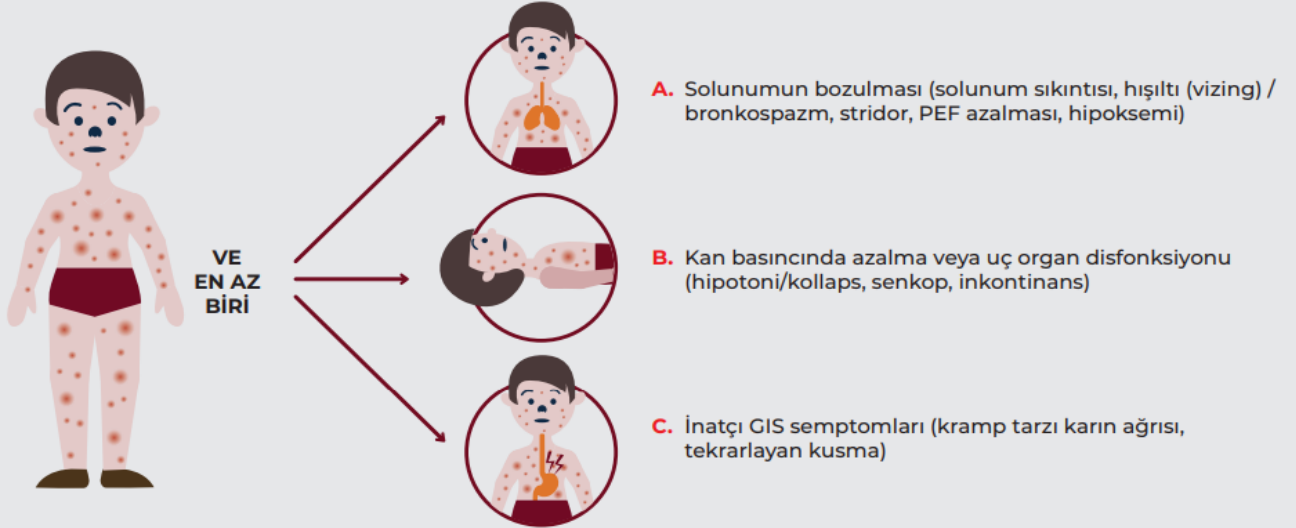 VE
EN AZ
BİRİ
A. Solunumun bozulması (solunum sıkıntısı, hışıltı (vizing) /
bronkospazm, stridor, PEF azalması, hipoksemi)
B. Kan basıncında azalma veya uç organ disfonksiyonu
(hipotoni/kollaps, senkop, inkontinans)
C. İnatçı GIS semptomları (kramp tarzı karın ağrısı,
tekrarlayan kusma)